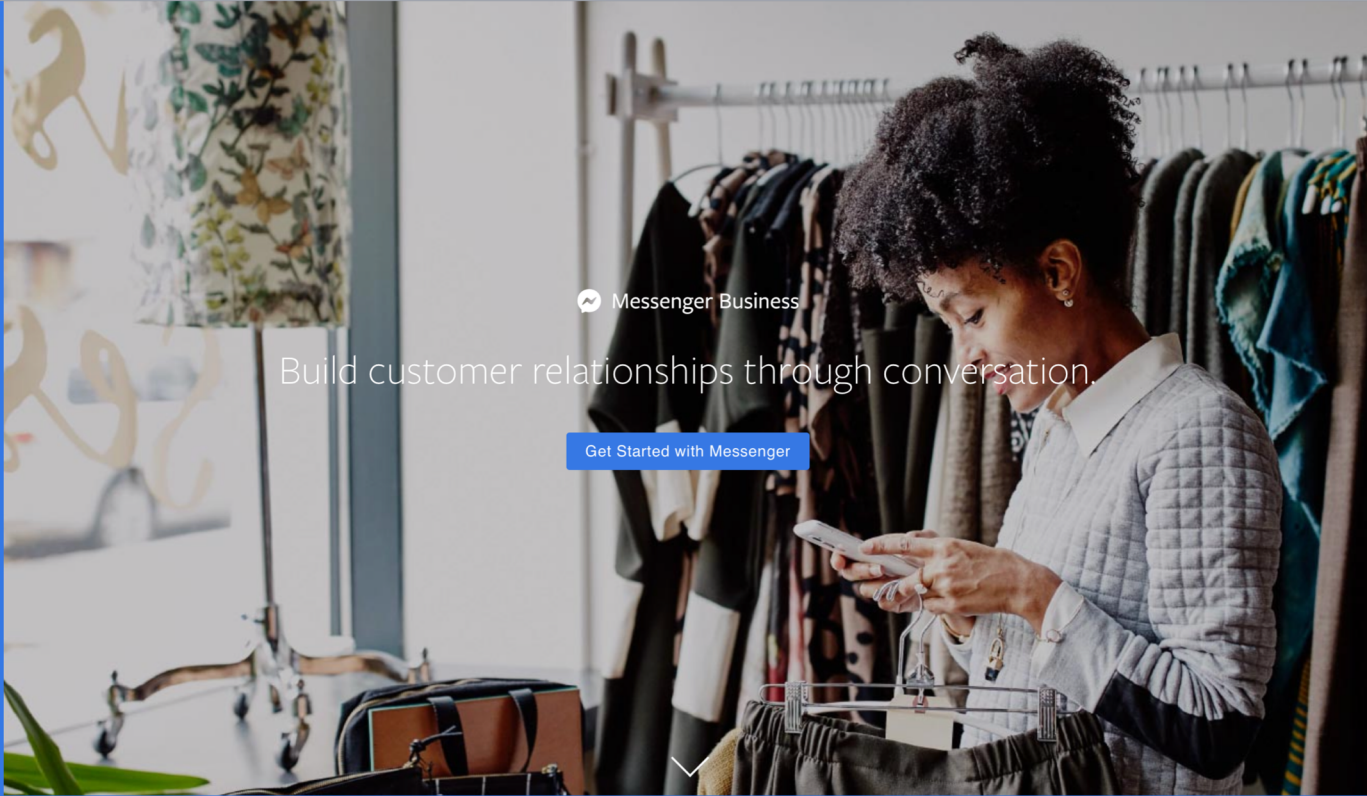 Messenger Business
Build customer relationships through conversation.
Get Started with Messenger